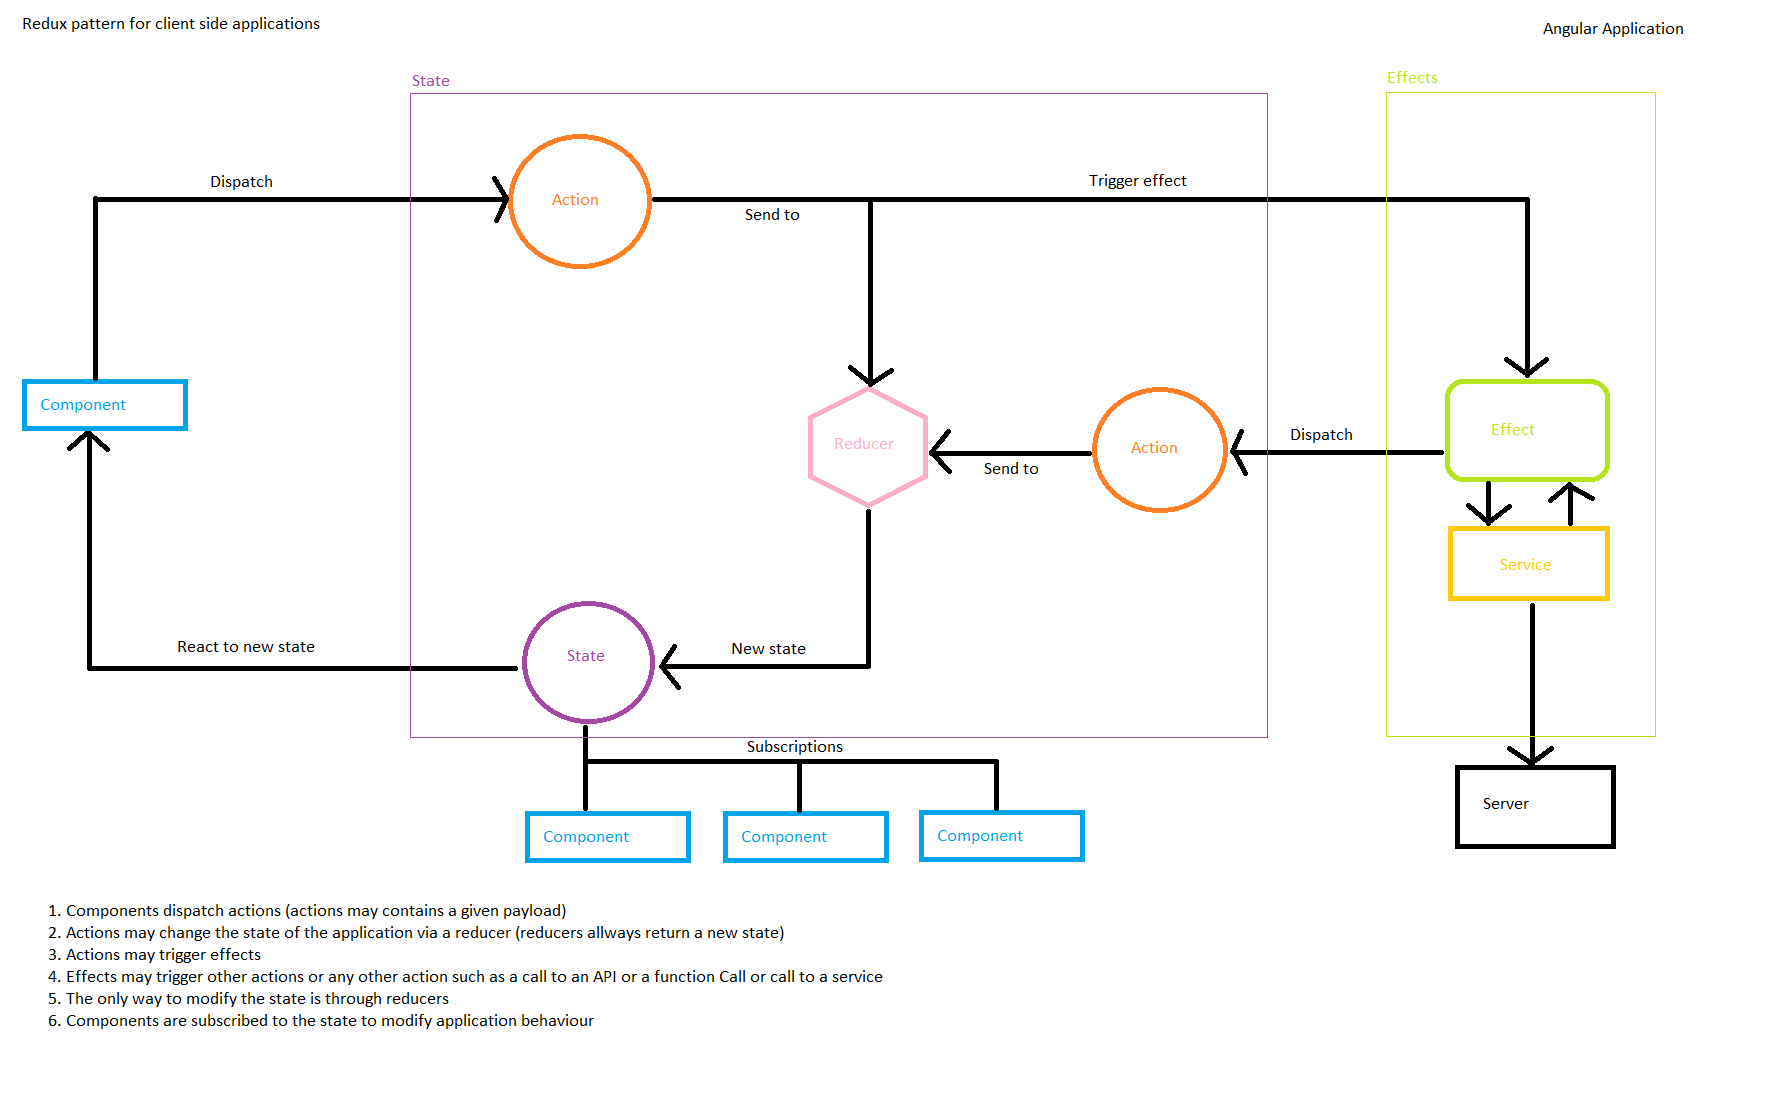 Redux pattern for client side applications
Angular Application
State
Effects
Dispatch
Action
Send to
Trigger effect
Component
Reducer
Send to
Action
Dispatch
Effect
Service
React to new state
State
New state
Subscriptions
Component
Component
Component
Server
1. Components dispatch actions (actions may contains a given payload)
2. Actions may change the state of the application via a reducer (reducers allways return a new state)
3. Actions may trigger effects
4. Effects may trigger other actions or any other action such as a call to an API or a function Call or call to a service
5. The only way to modify the state is through reducers
6. Components are subscribed to the state to modify application behaviour